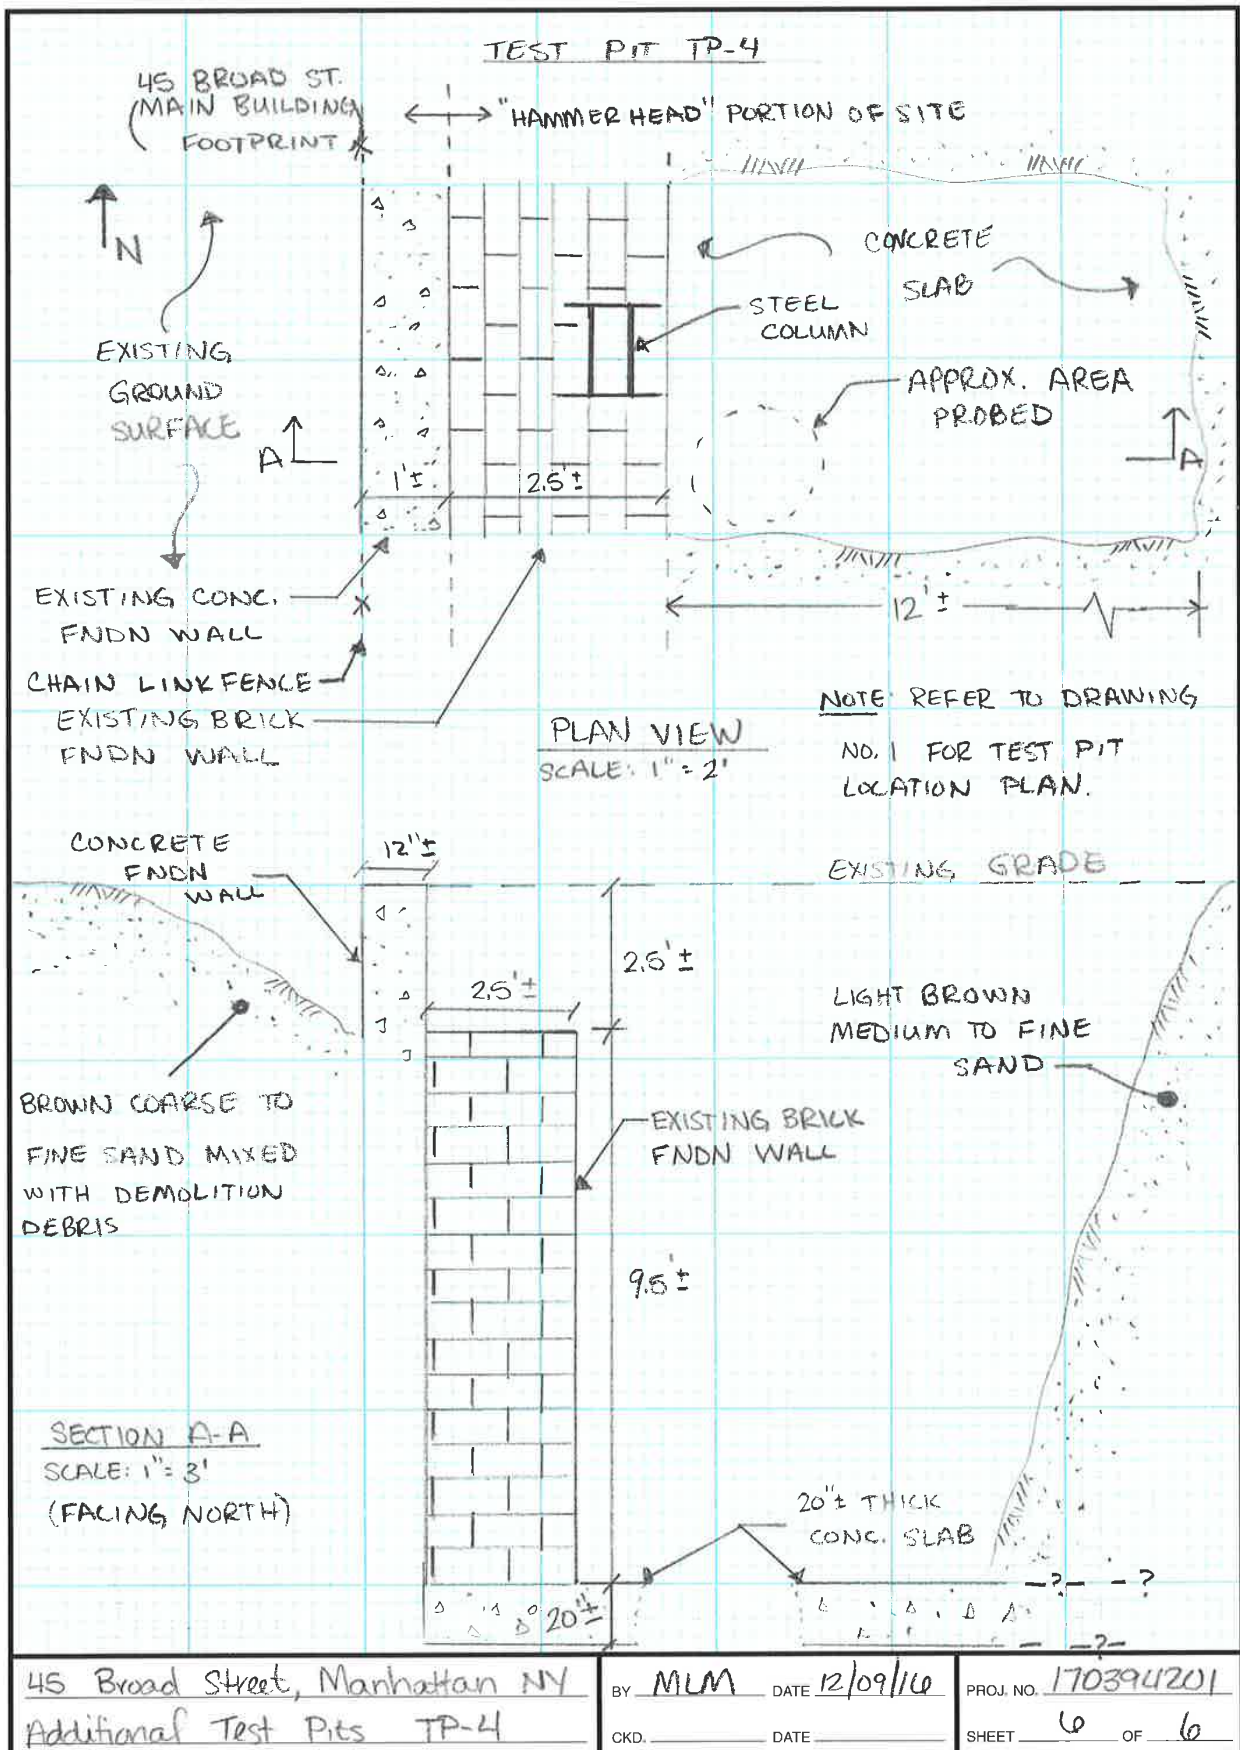 TEST PIT TP-4
45 BROAD ST.
(MAIN BUILDING)
FOOTPRINT
"HAMMER HEAD" PORTION OF SITE
N
CONCRETE
SLAB
STEEL
COLUMN
EXISTING
GROUND
SURFACE
APPROX. AREA
PROBED
A
A
1'±
2.5'±
12'±
EXISTING CONC.
FNDN WALL
CHAIN LINK FENCE
EXISTING BRICK
FNDN WALL
PLAN VIEW
SCALE: 1" = 2'
NOTE: REFER TO DRAWING
NO. 1 FOR TEST PIT
LOCATION PLAN.
CONCRETE
FNDN
WALL
12"±
EXISTING GRADE
2.5'±
2.5'±
LIGHT BROWN
MEDIUM TO FINE
SAND
BROWN COARSE TO
FINE SAND MIXED
WITH DEMOLITION
DEBRIS
EXISTING BRICK
FNDN WALL
9.5'±
SECTION A-A
SCALE: 1" = 3'
(FACING NORTH)
20"± THICK
CONC. SLAB
-?- - -?
20"±
- -?-
45 Broad Street, Manhattan NY
Additional Test Pits TP-4
BY MLM DATE 12/09/16
CKD. DATE
PROJ. NO. 170394201
SHEET 6 OF 6